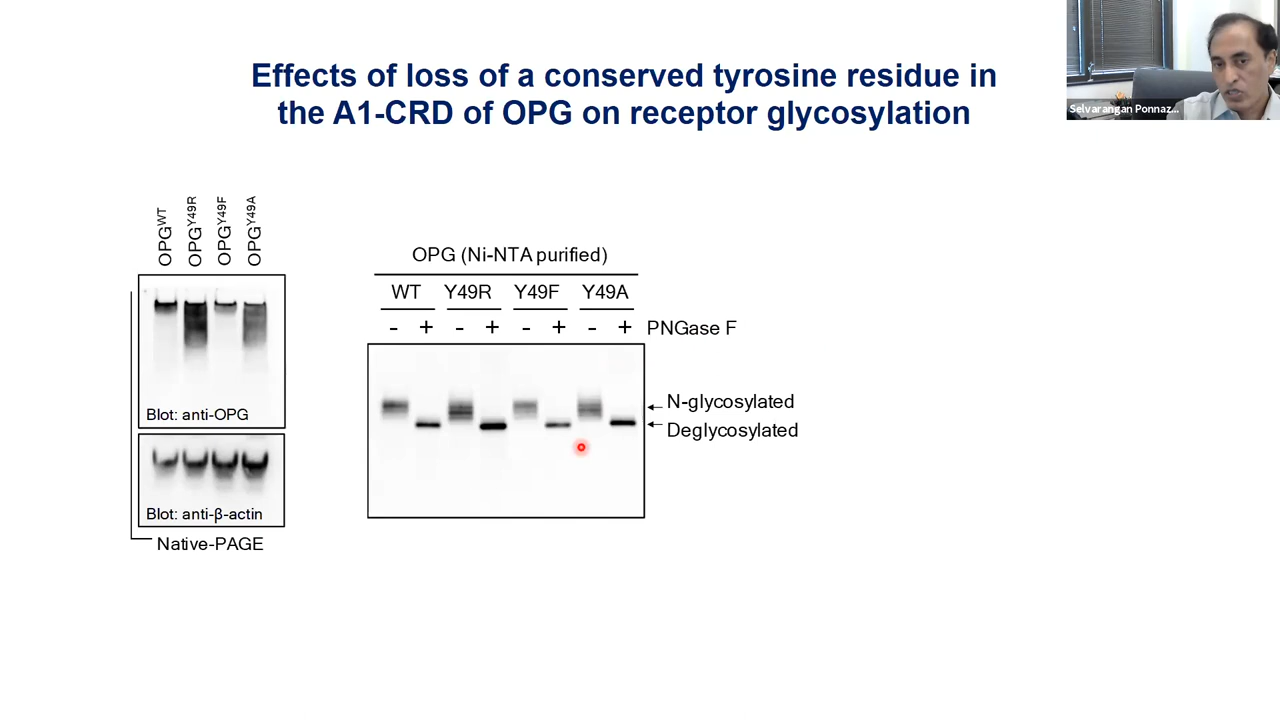 Effects of loss of a conserved tyrosine residue in
the A1-CRD of OPG on receptor glycosylation
Selvarangan Ponnaz...
OPGWT
OPGY49R
OPGY49F
OPGY49A
Blot: anti-OPG
Blot: anti-β-actin
Native-PAGE
OPG (Ni-NTA purified)
WT Y49R Y49F Y49A
- + - + - + - + PNGase F
N-glycosylated
Deglycosylated